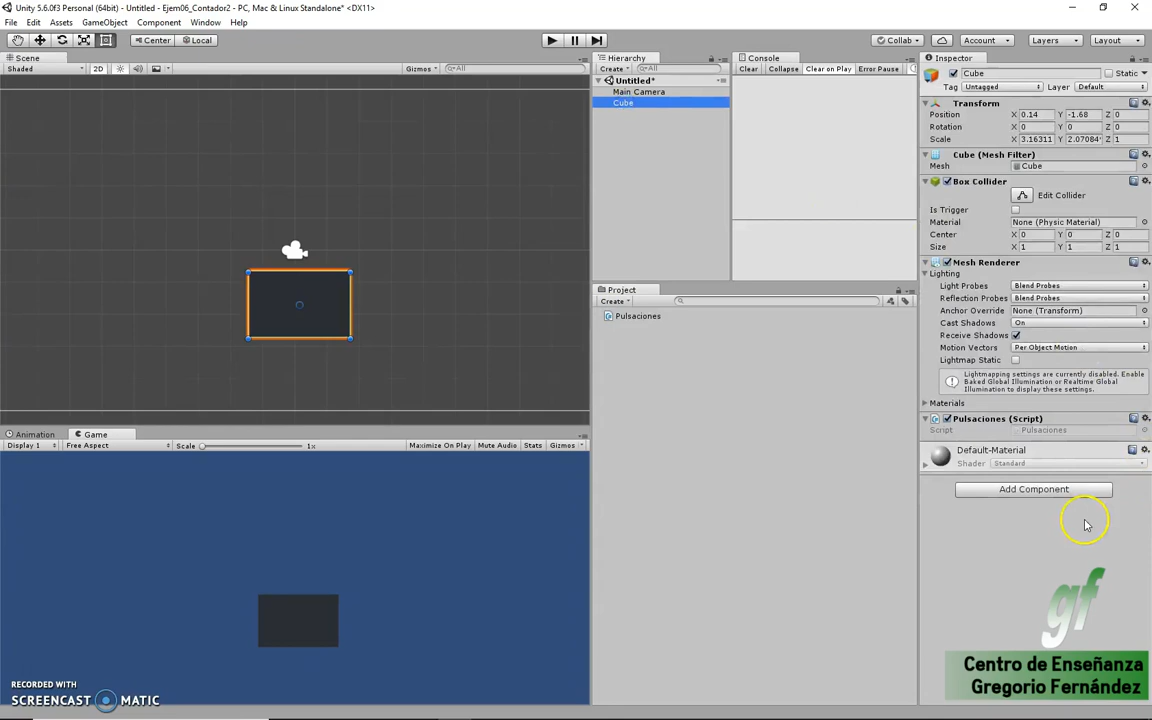 Unity 5.6.0f3 Personal (64bit) - Untitled - Ejem06_Contador2 - PC, Mac & Linux Standalone* <DX11>
File Edit Assets GameObject Component Window Help
Center Local Collab Account Layers Layout
Scene
Shaded 2D Gizmos All
Hierarchy
Create All
Untitled*
Main Camera
Cube
Console
Clear Collapse Clear on Play Error Pause
Project
Create
Pulsaciones
Animation Game
Display 1 Free Aspect Scale 1x Maximize On Play Mute Audio Stats Gizmos
Inspector
Cube Static
Tag Untagged Layer Default
Transform
Position X 0.14 Y -1.68 Z 0
Rotation X 0 Y 0 Z 0
Scale X 3.16311 Y 2.07084 Z 1
Cube (Mesh Filter)
Mesh Cube
Box Collider
Edit Collider
Is Trigger
Material None (Physic Material)
Center X 0 Y 0 Z 0
Size X 1 Y 1 Z 1
Mesh Renderer
Lighting
Light Probes Blend Probes
Reflection Probes Blend Probes
Anchor Override None (Transform)
Cast Shadows On
Receive Shadows
Motion Vectors Per Object Motion
Lightmap Static
Lightmapping settings are currently disabled. Enable
Baked Global Illumination or Realtime Global
Illumination to display these settings.
Materials
Pulsaciones (Script)
Script Pulsaciones
Default-Material
Shader Standard
Add Component
gf
Centro de Enseñanza
Gregorio Fernández
RECORDED WITH
SCREENCAST MATIC